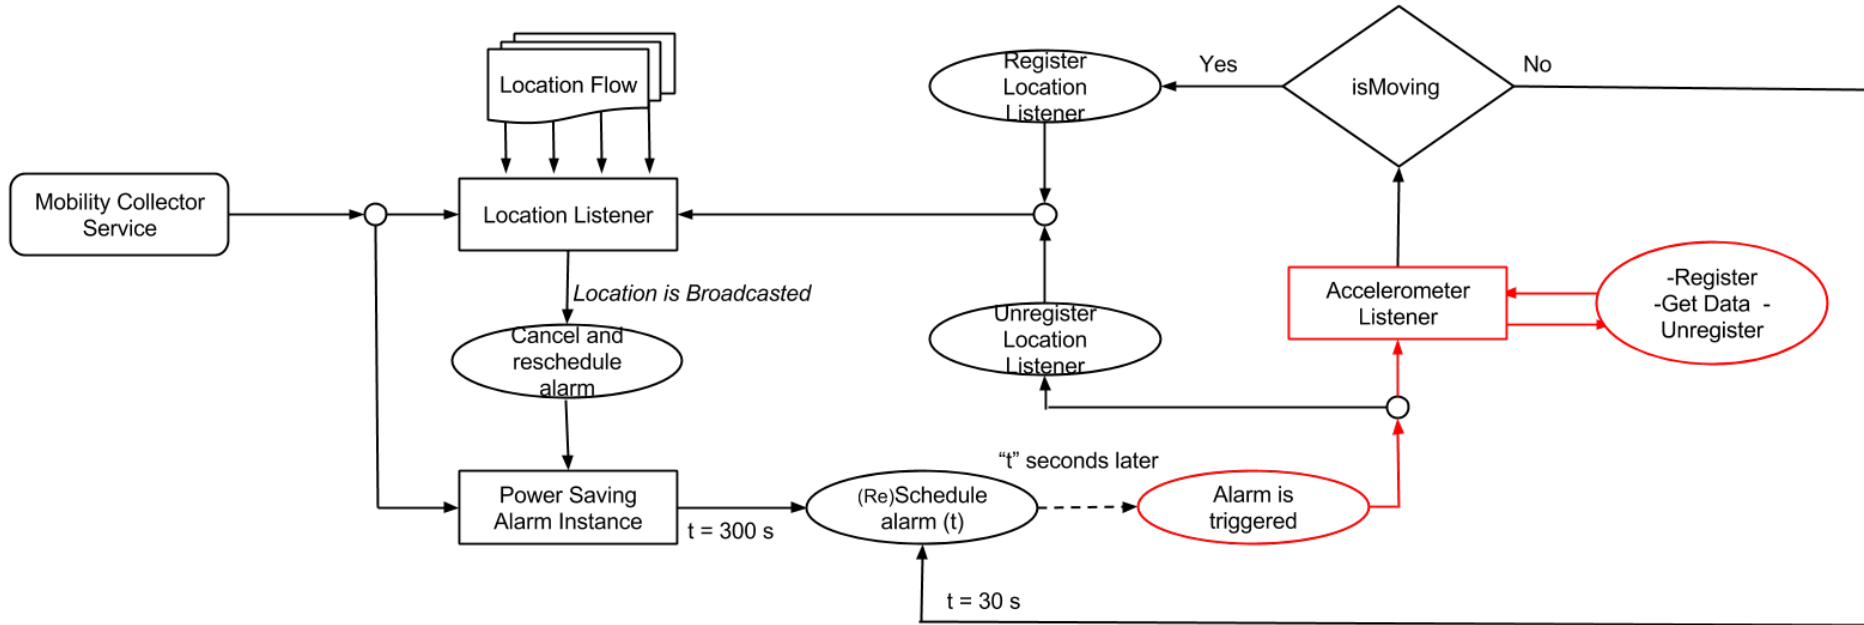 Location Flow
Mobility Collector
Service
Location Listener
Location is Broadcasted
Cancel and
reschedule
alarm
Power Saving
Alarm Instance
t = 300 s
(Re)Schedule
alarm (t)
“t” seconds later
Alarm is
triggered
t = 30 s
Register
Location
Listener
Yes
isMoving
No
Unregister
Location
Listener
Accelerometer
Listener
-Register
-Get Data -
Unregister